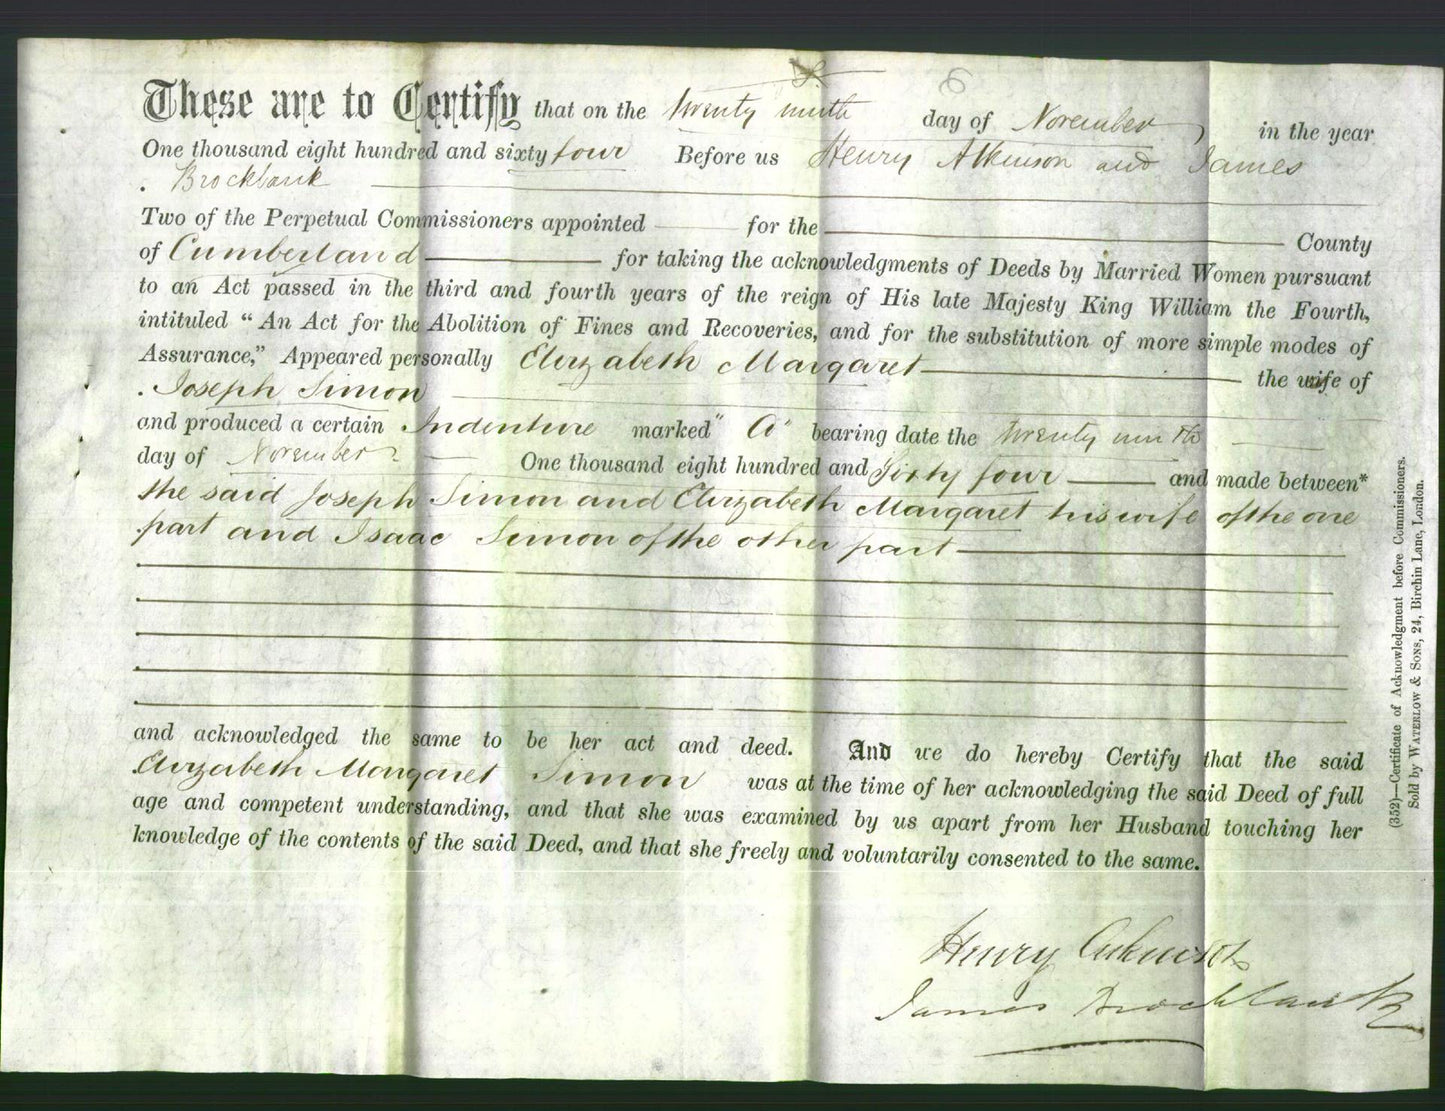 These are to Certify that on the twenty ninth day of November, in the year
One thousand eight hundred and sixty four Before us Henry Atkinson and James
Brockbank
Two of the Perpetual Commissioners appointed for the County
of Cumberland for taking the acknowledgments of Deeds by Married Women pursuant
to an Act passed in the third and fourth years of the reign of His late Majesty King William the Fourth,
intituled “An Act for the Abolition of Fines and Recoveries, and for the substitution of more simple modes of
Assurance,” Appeared personally Elizabeth Margaret the wife of
Joseph Simon
and produced a certain Indenture marked "A" bearing date the twenty ninth
day of November One thousand eight hundred and Sixty four and made between*
the said Joseph Simon and Elizabeth Margaret his wife of the one
part and Isaac Simon of the other part
and acknowledged the same to be her act and deed. And we do hereby Certify that the said
Elizabeth Margaret Simon was at the time of her acknowledging the said Deed of full
age and competent understanding, and that she was examined by us apart from her Husband touching her
knowledge of the contents of the said Deed, and that she freely and voluntarily consented to the same.
Henry Atkinson
James Brockbank
(352)—Certificate of Acknowledgment before Commissioners.
Sold by WATERLOW & SONS, 24, Birchin Lane, London.